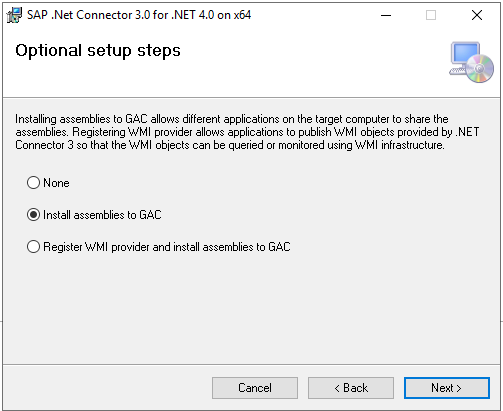 SAP .Net Connector 3.0 for .NET 4.0 on x64
Optional setup steps
Installing assemblies to GAC allows different applications on the target computer to share the
assemblies. Registering WMI provider allows applications to publish WMI objects provided by .NET
Connector 3 so that the WMI objects can be queried or monitored using WMI infrastructure.
None
Install assemblies to GAC
Register WMI provider and install assemblies to GAC
Cancel
< Back
Next >